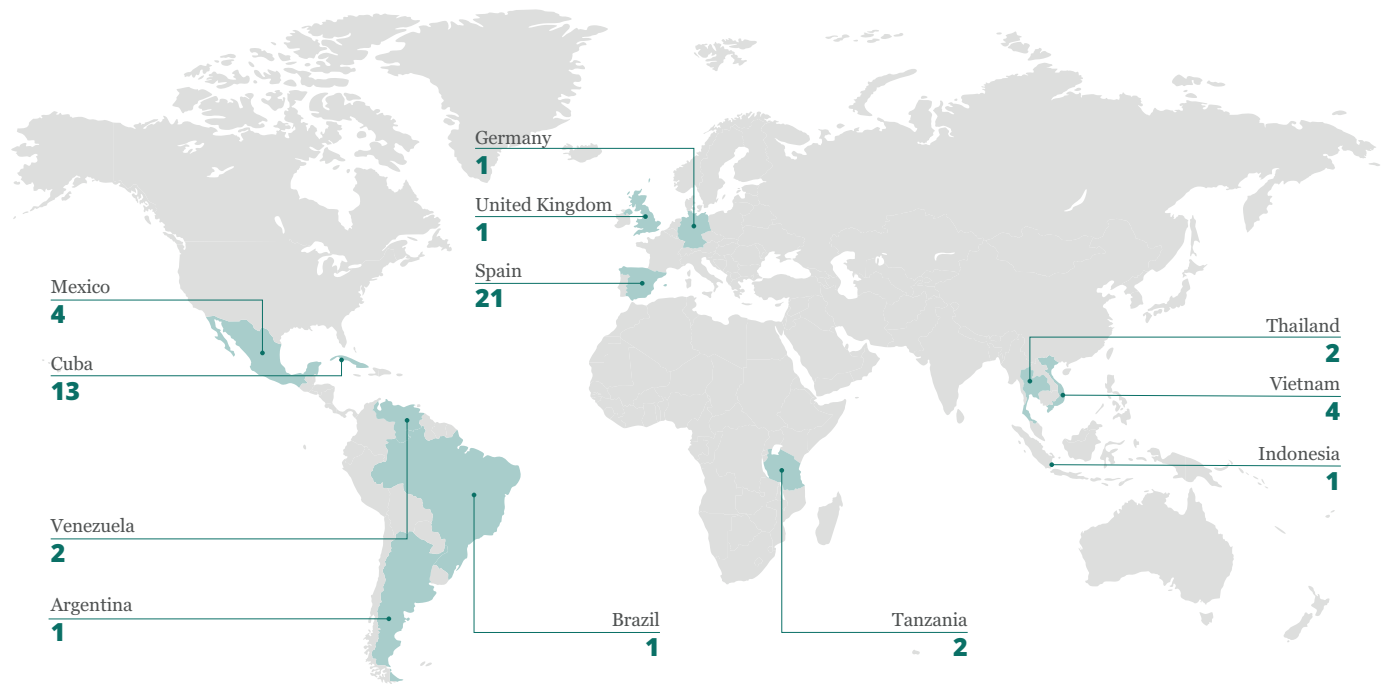 Germany
1
United Kingdom
1
Spain
21
Mexico
4
Cuba
13
Venezuela
2
Argentina
1
Brazil
1
Tanzania
2
Thailand
2
Vietnam
4
Indonesia
1